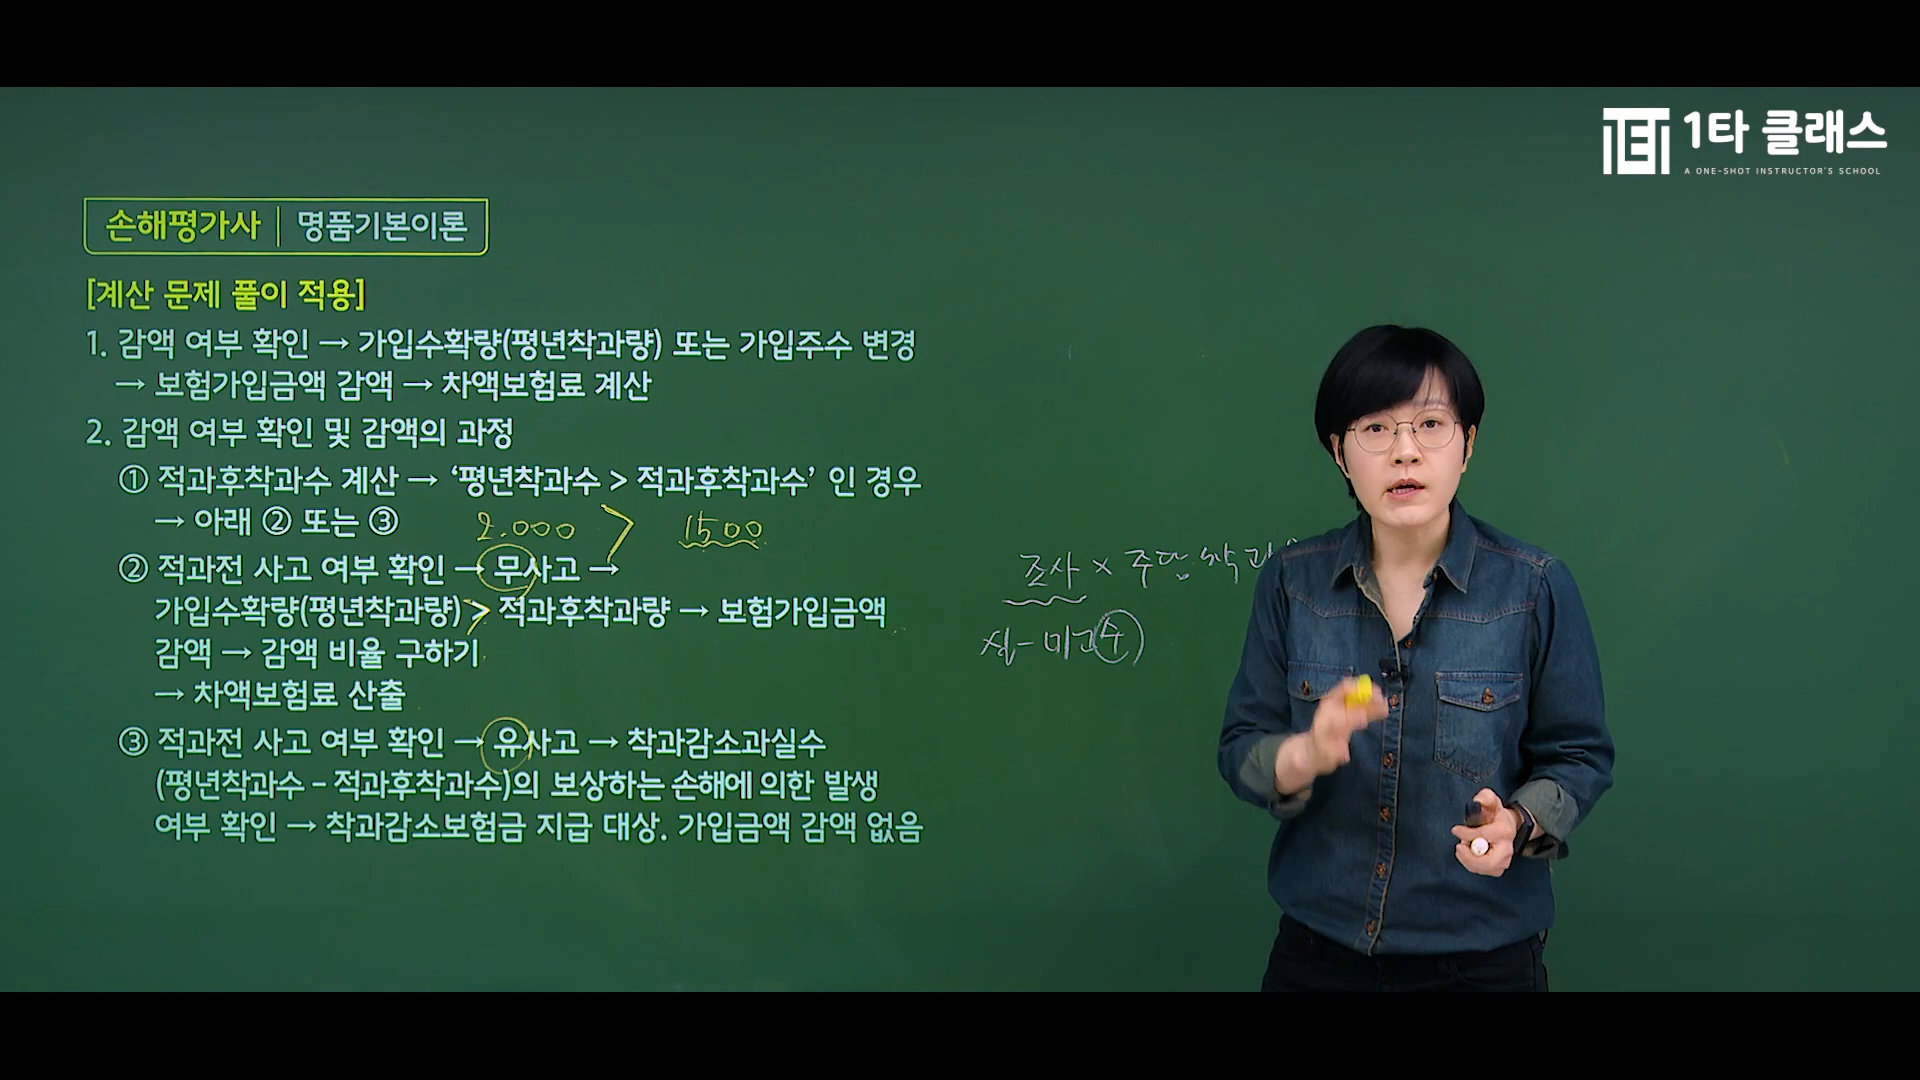 1타 클래스
A ONE-SHOT INSTRUCTOR'S SCHOOL
손해평가사 | 명품기본이론
[계산 문제 풀이 적용]
1. 감액 여부 확인 → 가입수확량(평년착과량) 또는 가입주수 변경
→ 보험가입금액 감액 → 차액보험료 계산
2. 감액 여부 확인 및 감액의 과정
① 적과후착과수 계산 → ‘평년착과수 > 적과후착과수’ 인 경우
→ 아래 ② 또는 ③
2.000 > 1500
② 적과전 사고 여부 확인 → 무사고 →
가입수확량(평년착과량) > 적과후착과량 → 보험가입금액
감액 → 감액 비율 구하기
→ 차액보험료 산출
③ 적과전 사고 여부 확인 → 유사고 → 착과감소과실수
(평년착과수 - 적과후착과수)의 보상하는 손해에 의한 발생
여부 확인 → 착과감소보험금 지급 대상. 가입금액 감액 없음
조사 × 주당 착과
실-미고수)